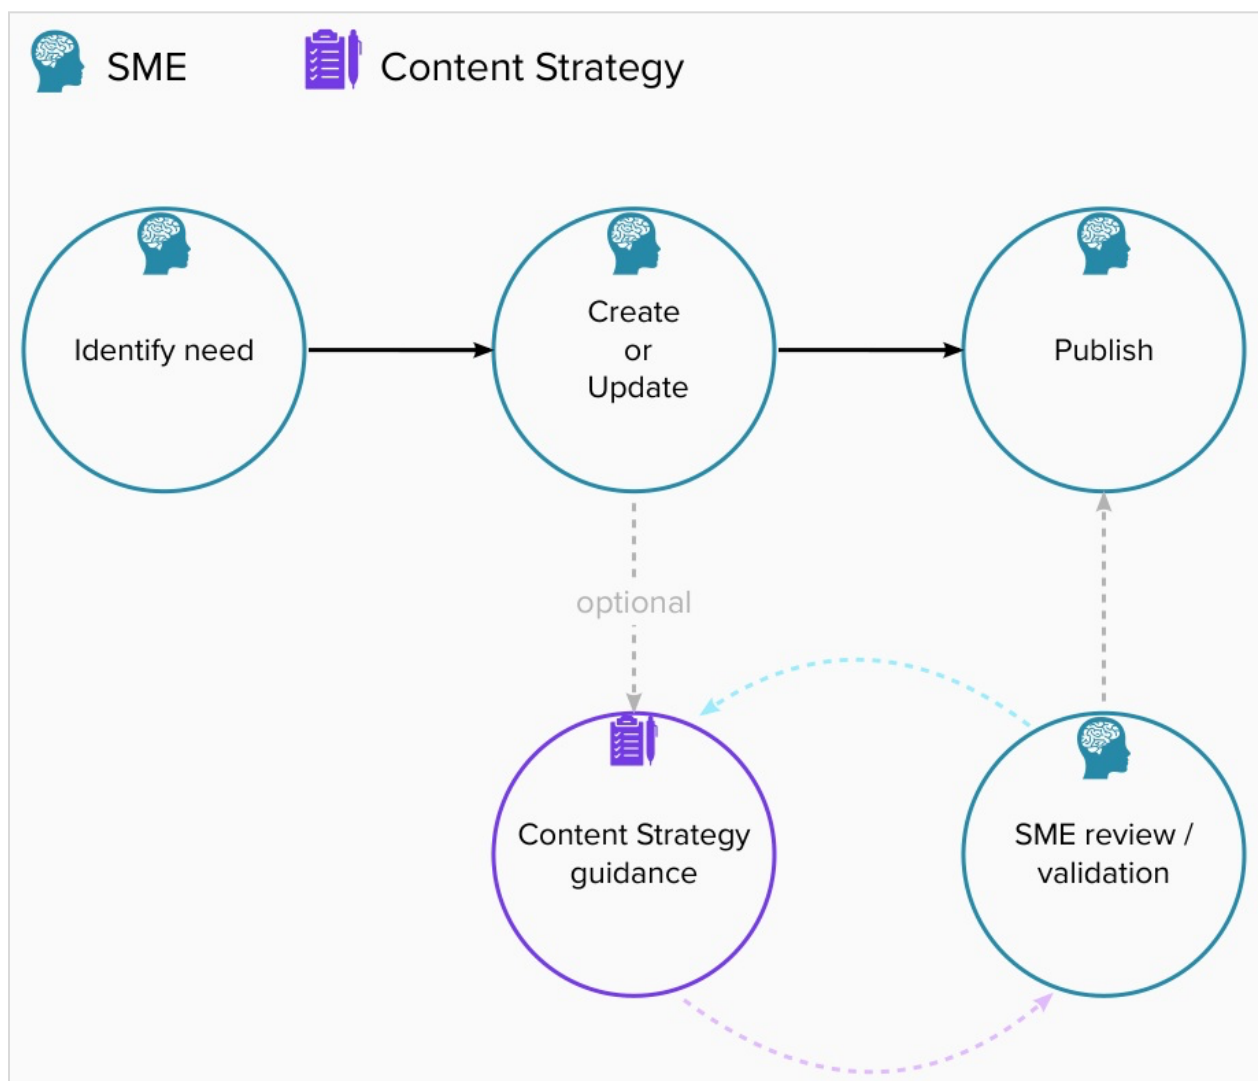 SME
Content Strategy
Identify need
Create
or
Update
Publish
optional
Content Strategy
guidance
SME review /
validation